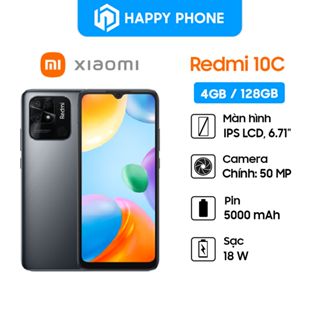 HAPPY PHONE
mi xiaomi
Redmi 10C
4GB / 128GB
Redmi
Màn hình
IPS LCD, 6.71"
Camera
Chính: 50 MP
Pin
5000 mAh
Sạc
18 W